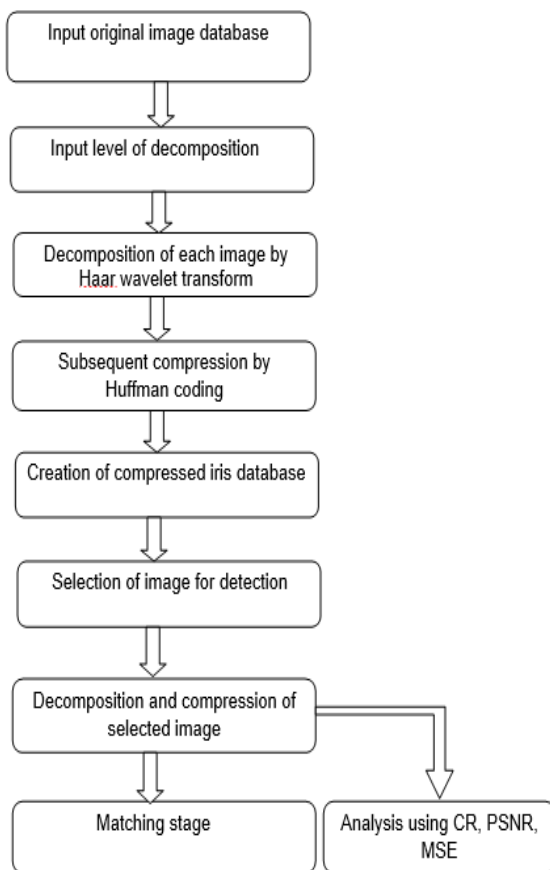 Input original image database
Input level of decomposition
Decomposition of each image by
Haar wavelet transform
Subsequent compression by
Huffman coding
Creation of compressed iris database
Selection of image for detection
Decomposition and compression of
selected image
Matching stage
Analysis using CR, PSNR,
MSE